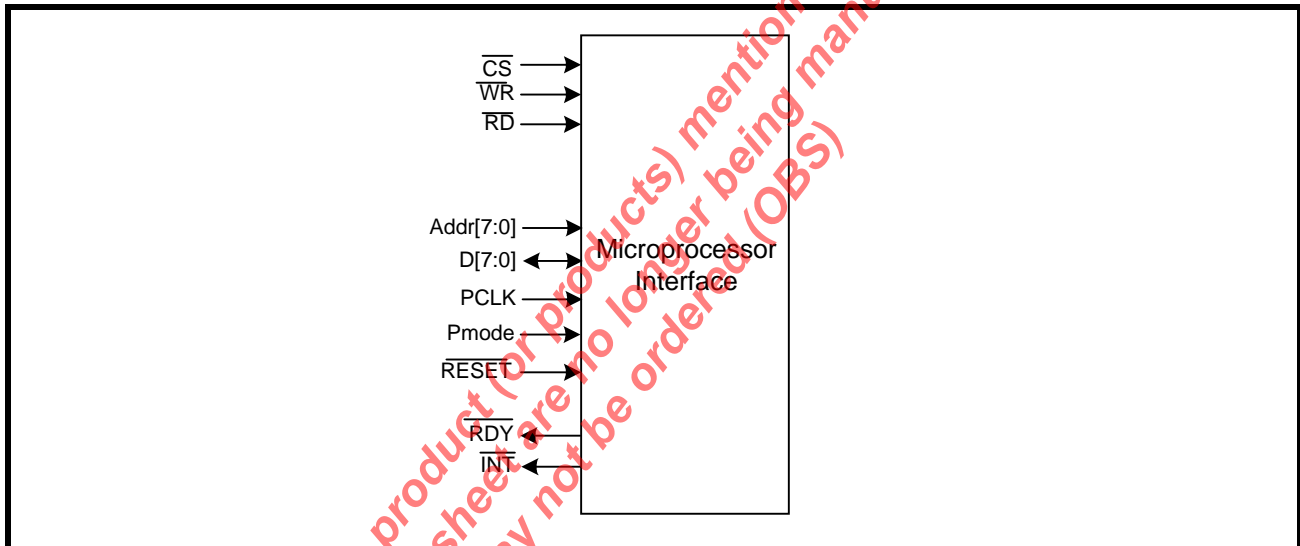 CS
WR
RD
Addr[7:0]
D[7:0]
PCLK
Pmode
RESET
RDY
INT
Microprocessor
Interface
product (or products) mention
sheet are no longer being man
not be ordered (OBS)